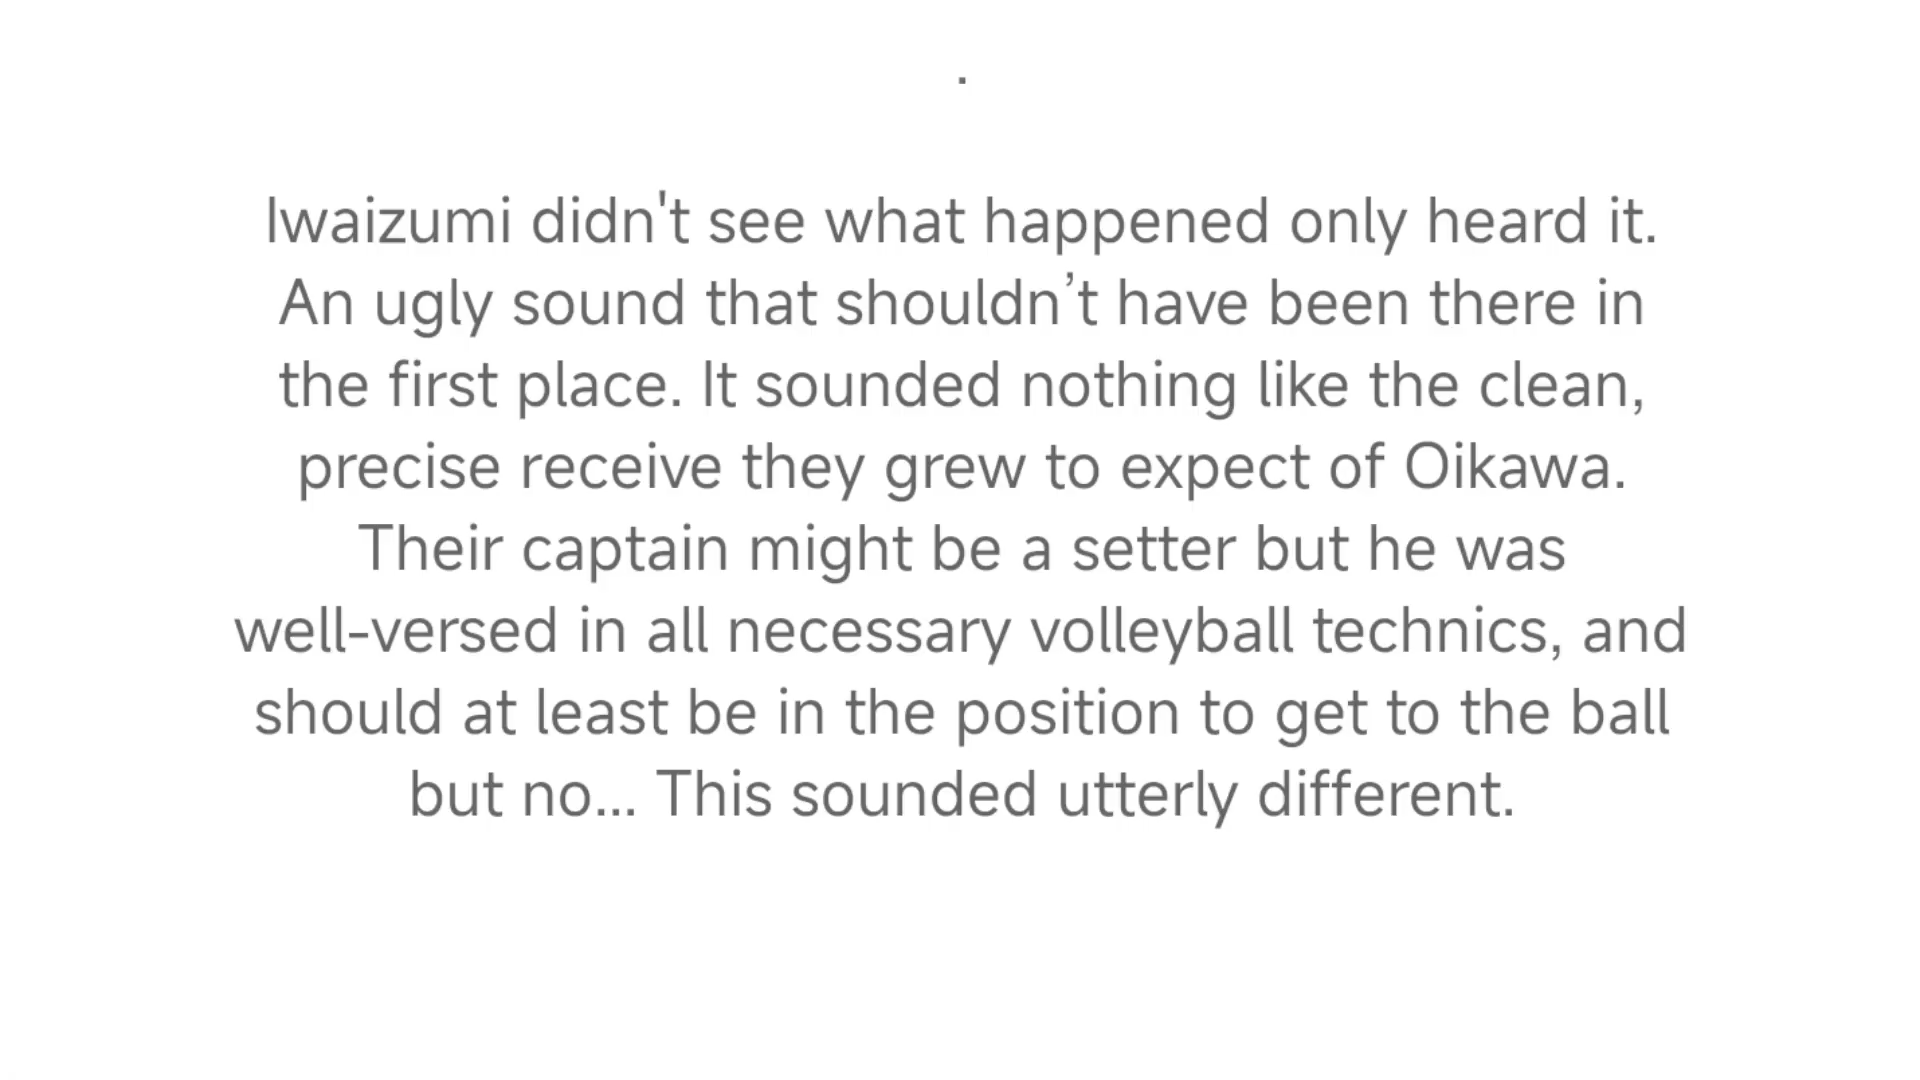 .
Iwaizumi didn't see what happened only heard it.
An ugly sound that shouldn’t have been there in
the first place. It sounded nothing like the clean,
precise receive they grew to expect of Oikawa.
Their captain might be a setter but he was
well-versed in all necessary volleyball technics, and
should at least be in the position to get to the ball
but no... This sounded utterly different.